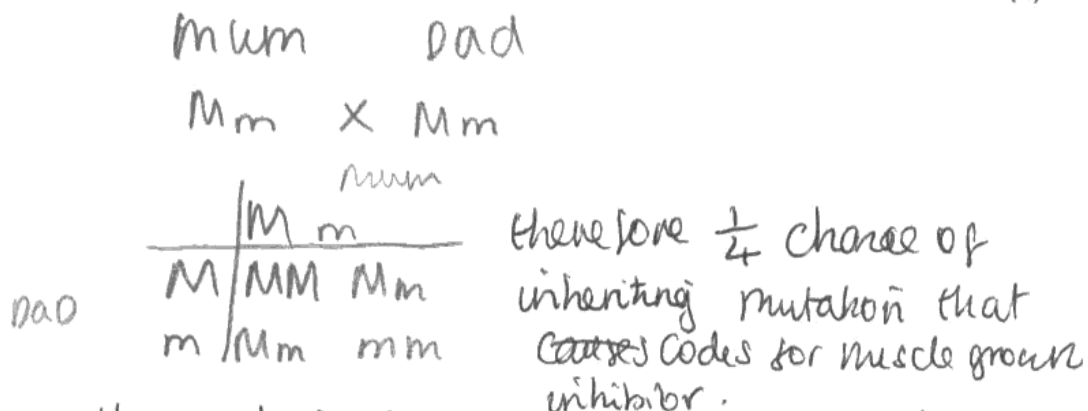 mum Dad
Mm × Mm
mum
M m
M MM Mm
DaD
m Mm mm
therefore 1/4 chance of
inheriting mutation that
causes codes for muscle growth
inhibitor.